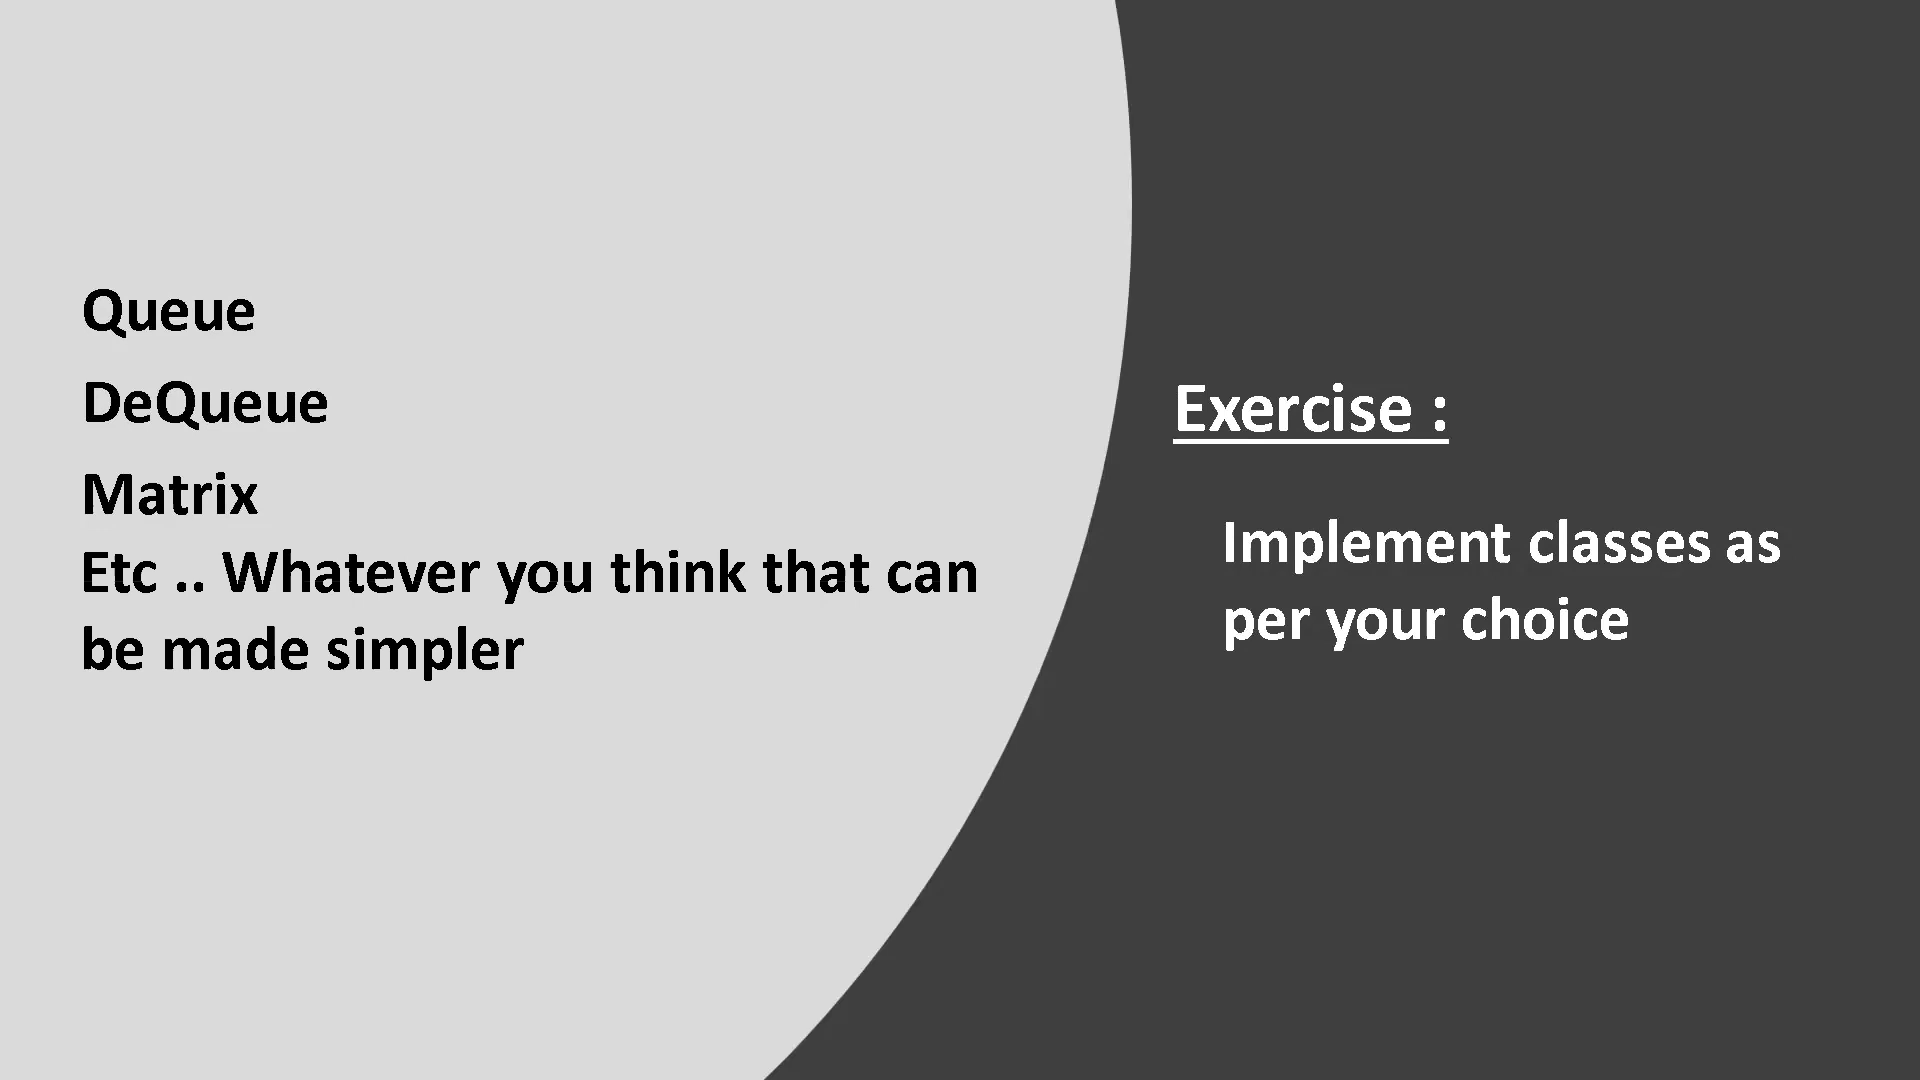 Queue
DeQueue
Matrix
Etc .. Whatever you think that can
be made simpler
Exercise :
Implement classes as
per your choice